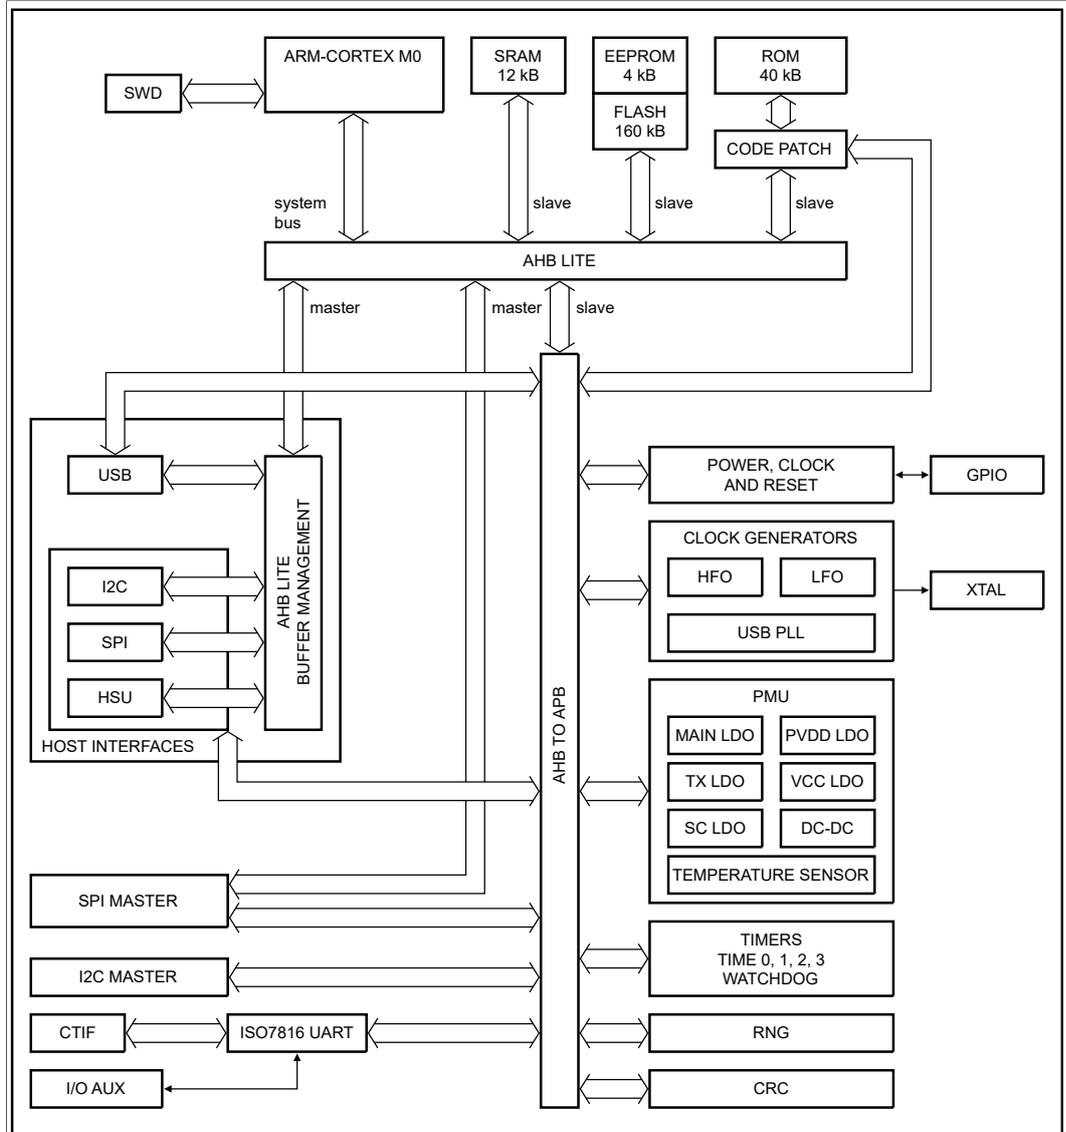 ARM-CORTEX M0
SWD
SRAM
12 kB
EEPROM
4 kB
FLASH
160 kB
ROM
40 kB
CODE PATCH
system
bus
slave
slave
slave
AHB LITE
master
master
slave
USB
I2C
SPI
HSU
AHB LITE
BUFFER MANAGEMENT
HOST INTERFACES
AHB TO APB
POWER, CLOCK
AND RESET
GPIO
CLOCK GENERATORS
HFO
LFO
USB PLL
XTAL
PMU
MAIN LDO
PVDD LDO
TX LDO
VCC LDO
SC LDO
DC-DC
TEMPERATURE SENSOR
SPI MASTER
I2C MASTER
CTIF
ISO7816 UART
I/O AUX
TIMERS
TIME 0, 1, 2, 3
WATCHDOG
RNG
CRC